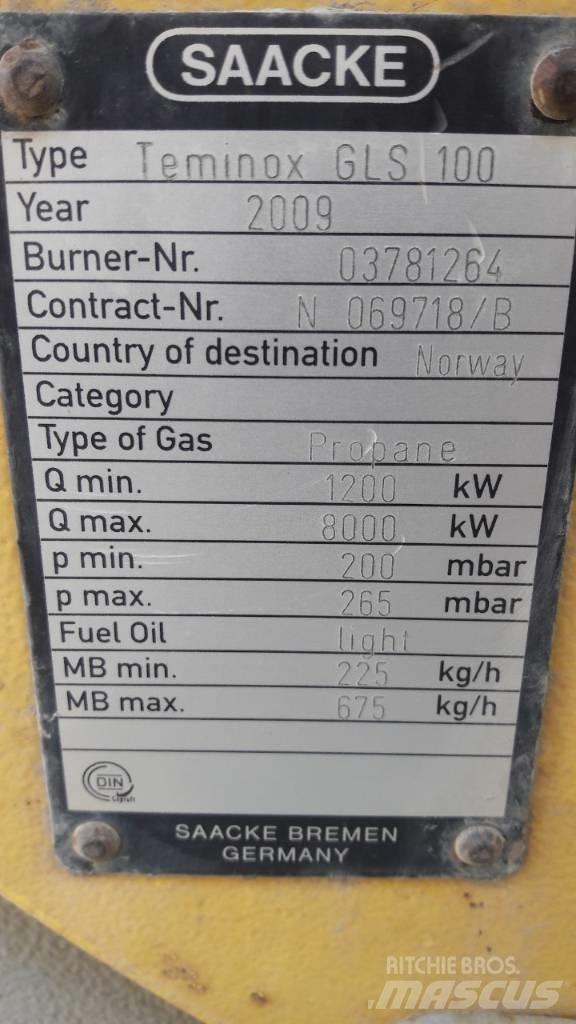 SAACKE
Type Teminox GLS 100
Year 2009
Burner-Nr. 03781264
Contract-Nr. N 069718/B
Country of destination Norway
Category
Type of Gas Propane
Q min. 1200 kW
Q max. 8000 kW
p min. 200 mbar
p max. 265 mbar
Fuel Oil light
MB min. 225 kg/h
MB max. 675 kg/h
DIN
SAACKE BREMEN
GERMANY
RITCHIE BROS.
MASCUS